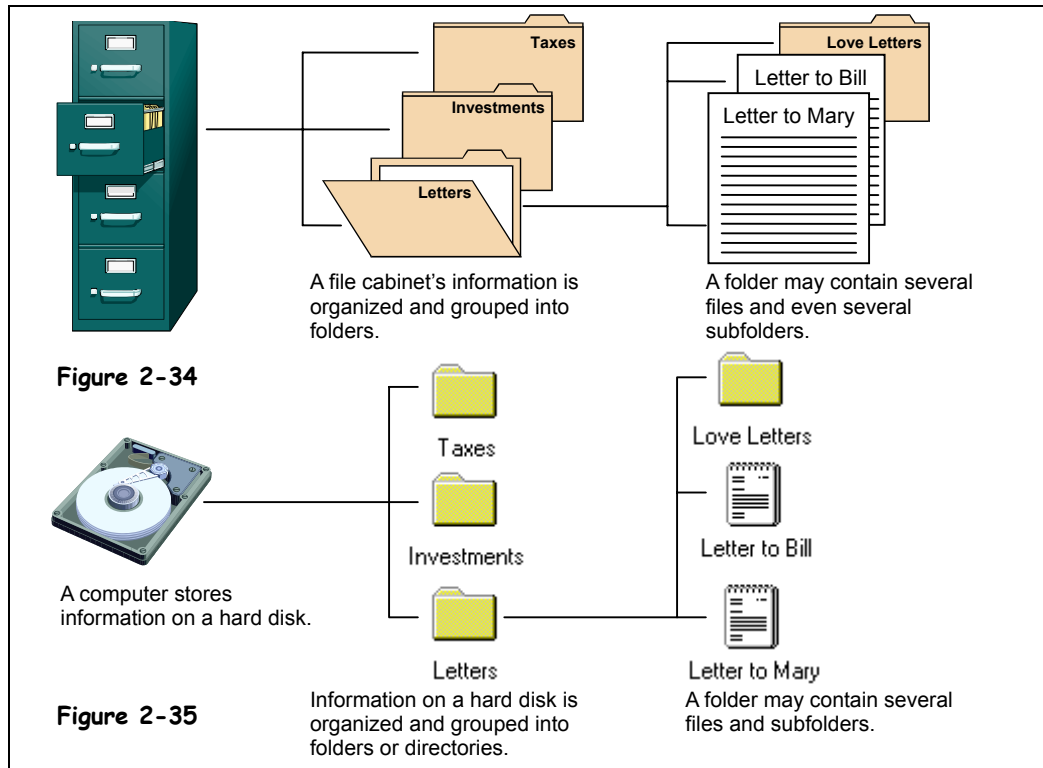 Taxes
Investments
Letters
Love Letters
Letter to Bill
Letter to Mary
A file cabinet's information is
organized and grouped into
folders.
A folder may contain several
files and even several
subfolders.
Figure 2-34
Taxes
Investments
Letters
Love Letters
Letter to Bill
Letter to Mary
A computer stores
information on a hard disk.
Information on a hard disk is
organized and grouped into
folders or directories.
A folder may contain several
files and subfolders.
Figure 2-35